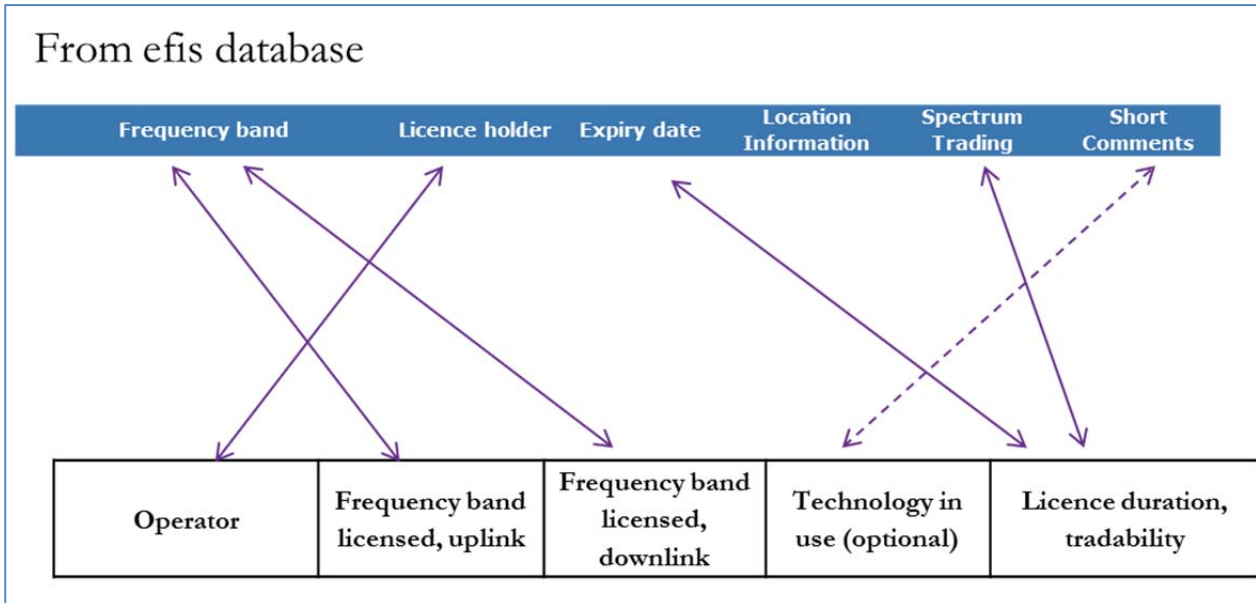 From efis database
Frequency band
Licence holder
Expiry date
Location
Information
Spectrum
Trading
Short
Comments
Operator
Frequency band
licensed, uplink
Frequency band
licensed,
downlink
Technology in
use (optional)
Licence duration,
tradability